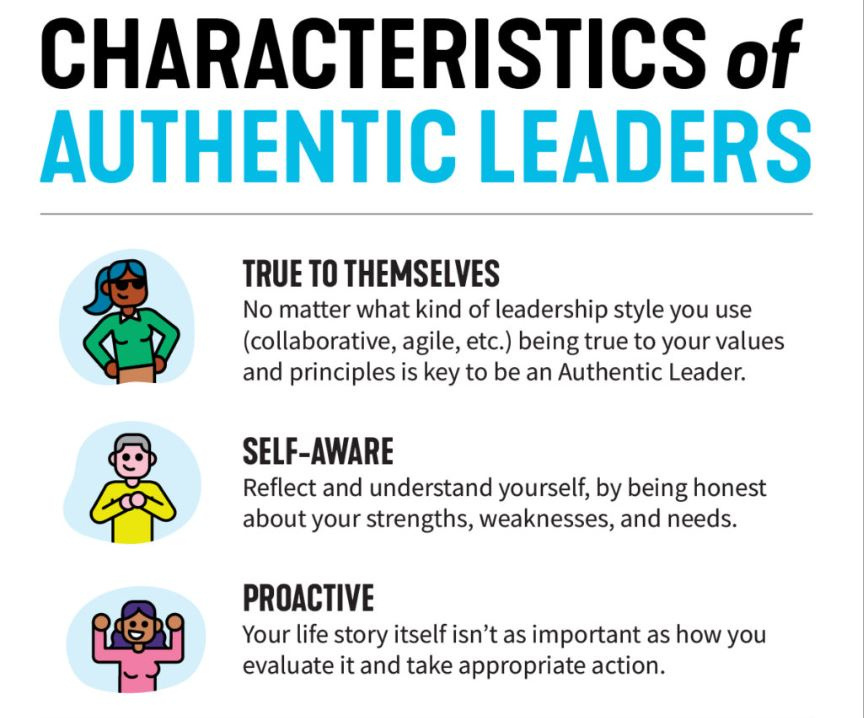 CHARACTERISTICS of
AUTHENTIC LEADERS
TRUE TO THEMSELVES
No matter what kind of leadership style you use
(collaborative, agile, etc.) being true to your values
and principles is key to be an Authentic Leader.
SELF-AWARE
Reflect and understand yourself, by being honest
about your strengths, weaknesses, and needs.
PROACTIVE
Your life story itself isn’t as important as how you
evaluate it and take appropriate action.